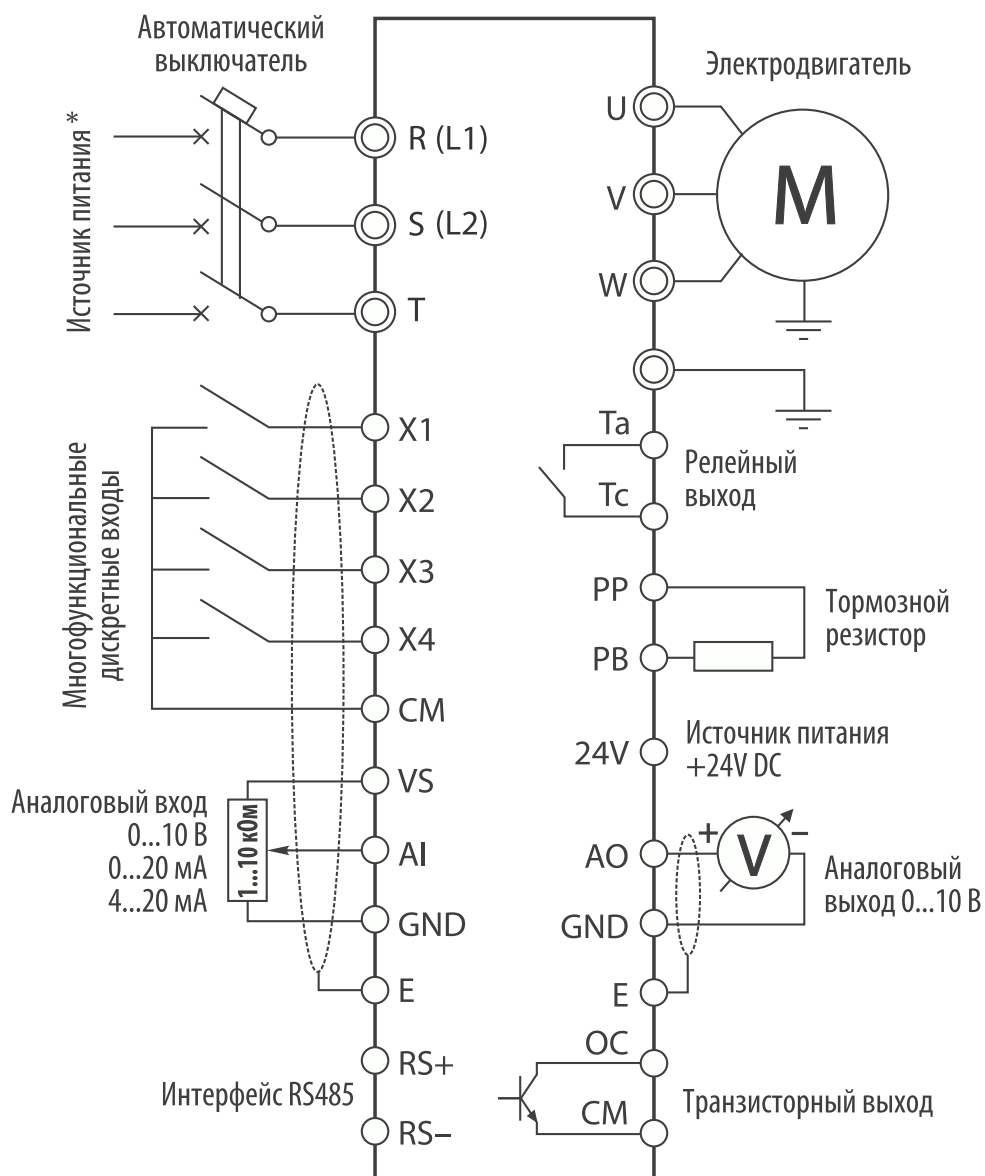 Автоматический
выключатель
Источник питания*
R (L1)
S (L2)
T
Многофункциональные
дискретные входы
X1
X2
X3
X4
CM
VS
Аналоговый вход
0...10 В
0...20 мА
4...20 мА
1...10 кОм
AI
GND
E
Интерфейс RS485
RS+
RS–
Электродвигатель
U
V
W
M
Ta
Tc
Релейный
выход
PP
PB
Тормозной
резистор
24V
Источник питания
+24V DC
AO
+
V
–
GND
Аналоговый
выход 0...10 В
E
OC
CM
Транзисторный выход